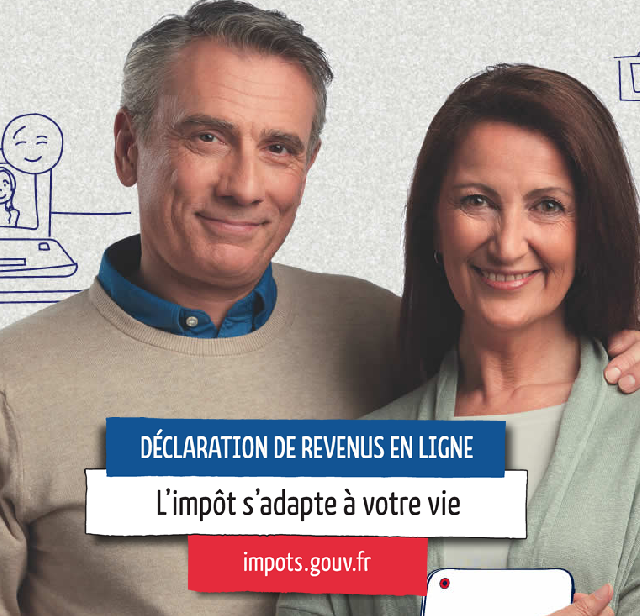 DÉCLARATION DE REVENUS EN LIGNE
L'impôt s'adapte à votre vie
impots.gouv.fr